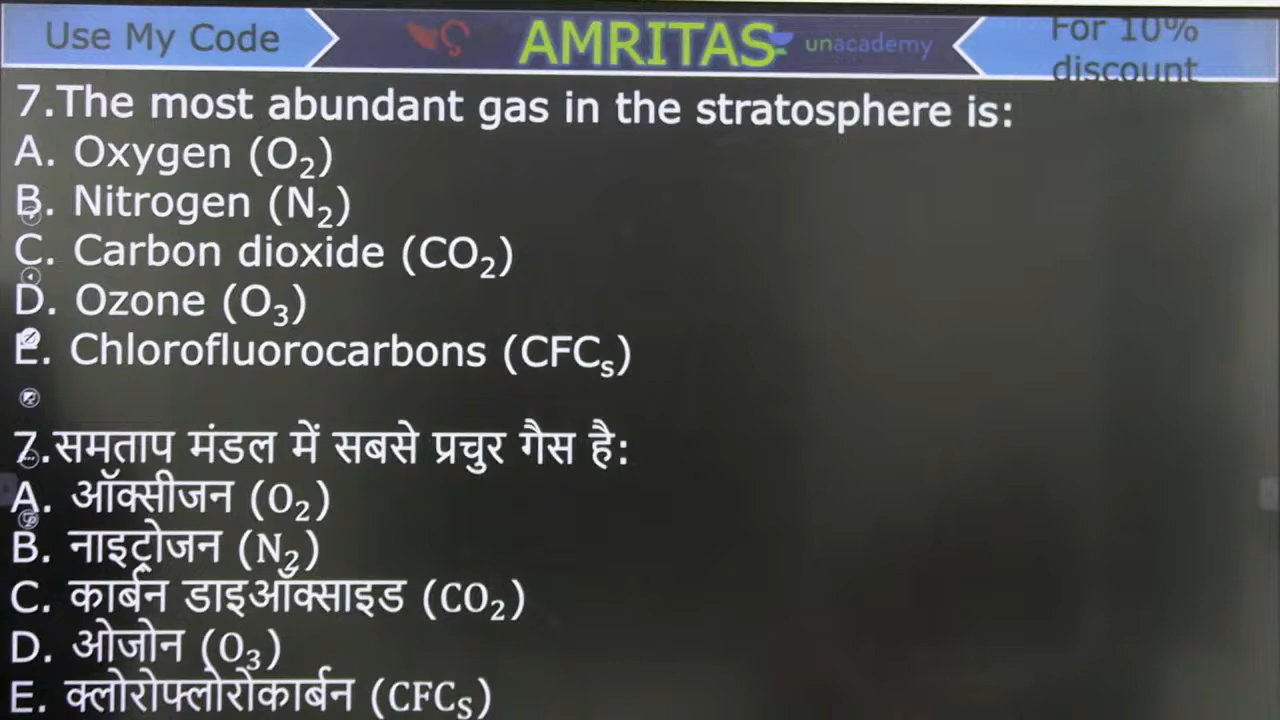 Use My Code
AMRITAS
unacademy
For 10%
discount
7.The most abundant gas in the stratosphere is:
A. Oxygen (O₂)
B. Nitrogen (N₂)
C. Carbon dioxide (CO₂)
D. Ozone (O₃)
E. Chlorofluorocarbons (CFCₛ)
7.समताप मंडल में सबसे प्रचुर गैस है:
A. ऑक्सीजन (O₂)
B. नाइट्रोजन (N₂)
C. कार्बन डाइऑक्साइड (CO₂)
D. ओजोन (O₃)
E. क्लोरोफ्लोरोकार्बन (CFCₛ)